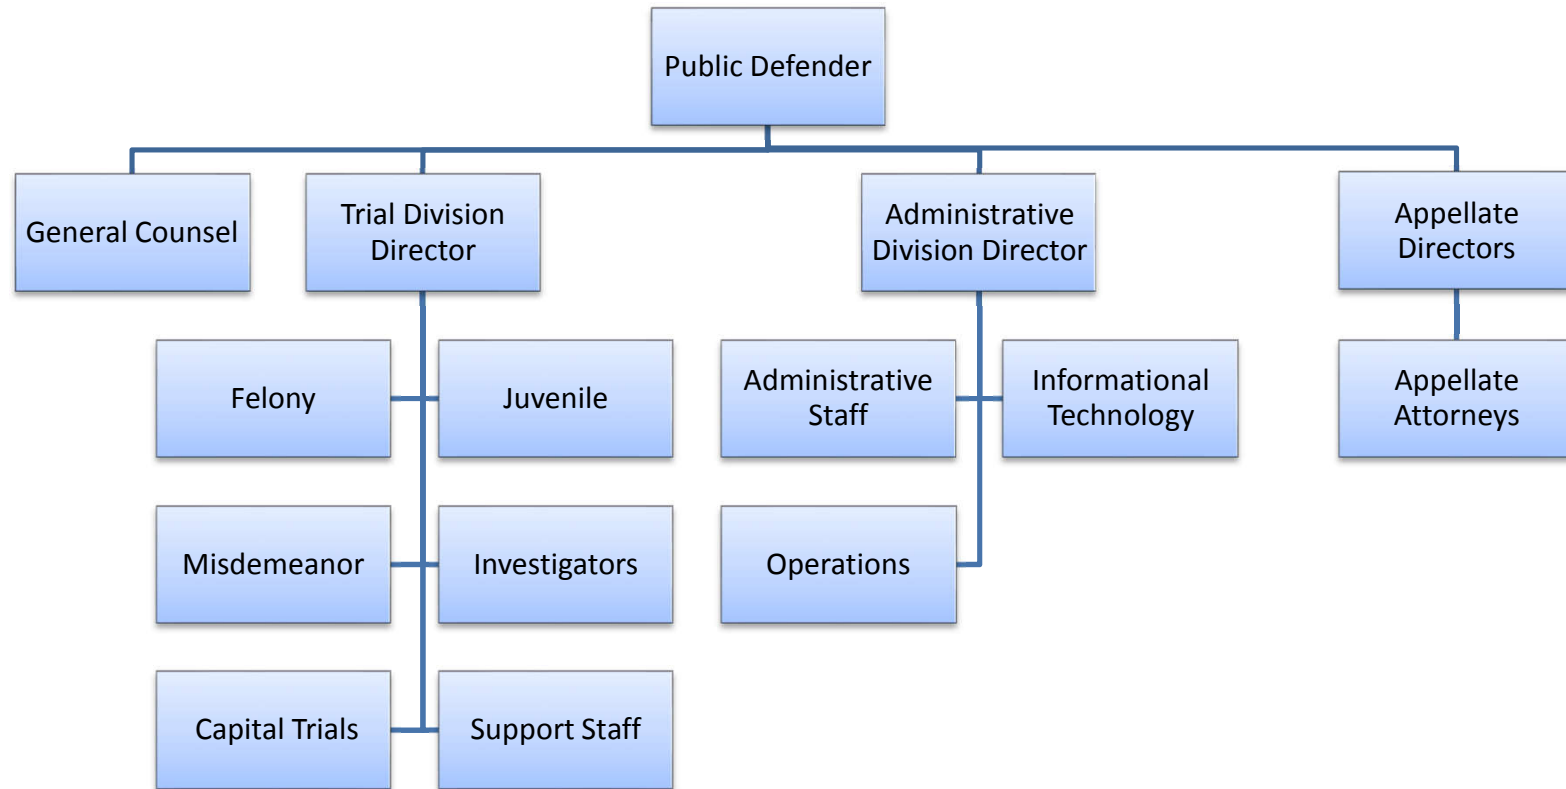 Public Defender
General Counsel
Trial Division
Director
Administrative
Division Director
Appellate
Directors
Felony
Juvenile
Administrative
Staff
Informational
Technology
Appellate
Attorneys
Misdemeanor
Investigators
Operations
Capital Trials
Support Staff